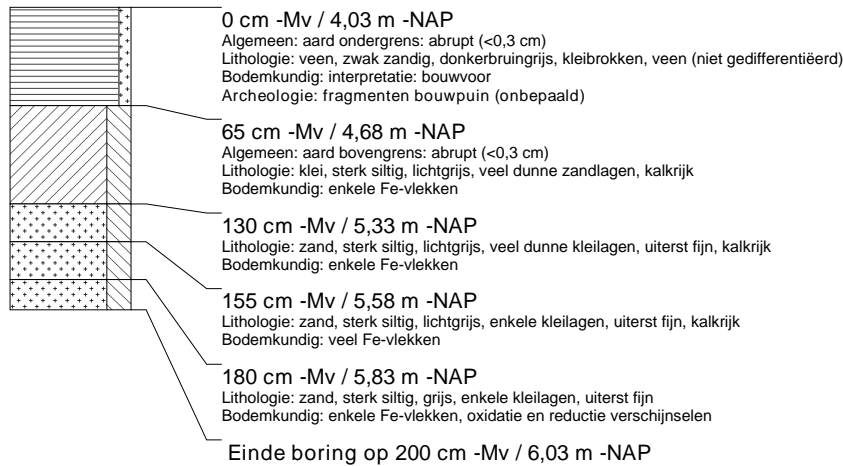 0 cm -Mv / 4,03 m -NAP
Algemeen: aard ondergrens: abrupt (<0,3 cm)
Lithologie: veen, zwak zandig, donkerbruingrijs, kleibrokken, veen (niet gedifferentiëerd)
Bodemkundig: interpretatie: bouwvoor
Archeologie: fragmenten bouwpuin (onbepaald)
65 cm -Mv / 4,68 m -NAP
Algemeen: aard bovengrens: abrupt (<0,3 cm)
Lithologie: klei, sterk siltig, lichtgrijs, veel dunne zandlagen, kalkrijk
Bodemkundig: enkele Fe-vlekken
130 cm -Mv / 5,33 m -NAP
Lithologie: zand, sterk siltig, lichtgrijs, veel dunne kleilagen, uiterst fijn, kalkrijk
Bodemkundig: enkele Fe-vlekken
155 cm -Mv / 5,58 m -NAP
Lithologie: zand, sterk siltig, lichtgrijs, enkele kleilagen, uiterst fijn, kalkrijk
Bodemkundig: veel Fe-vlekken
180 cm -Mv / 5,83 m -NAP
Lithologie: zand, sterk siltig, grijs, enkele kleilagen, uiterst fijn
Bodemkundig: enkele Fe-vlekken, oxidatie en reductie verschijnselen
Einde boring op 200 cm -Mv / 6,03 m -NAP